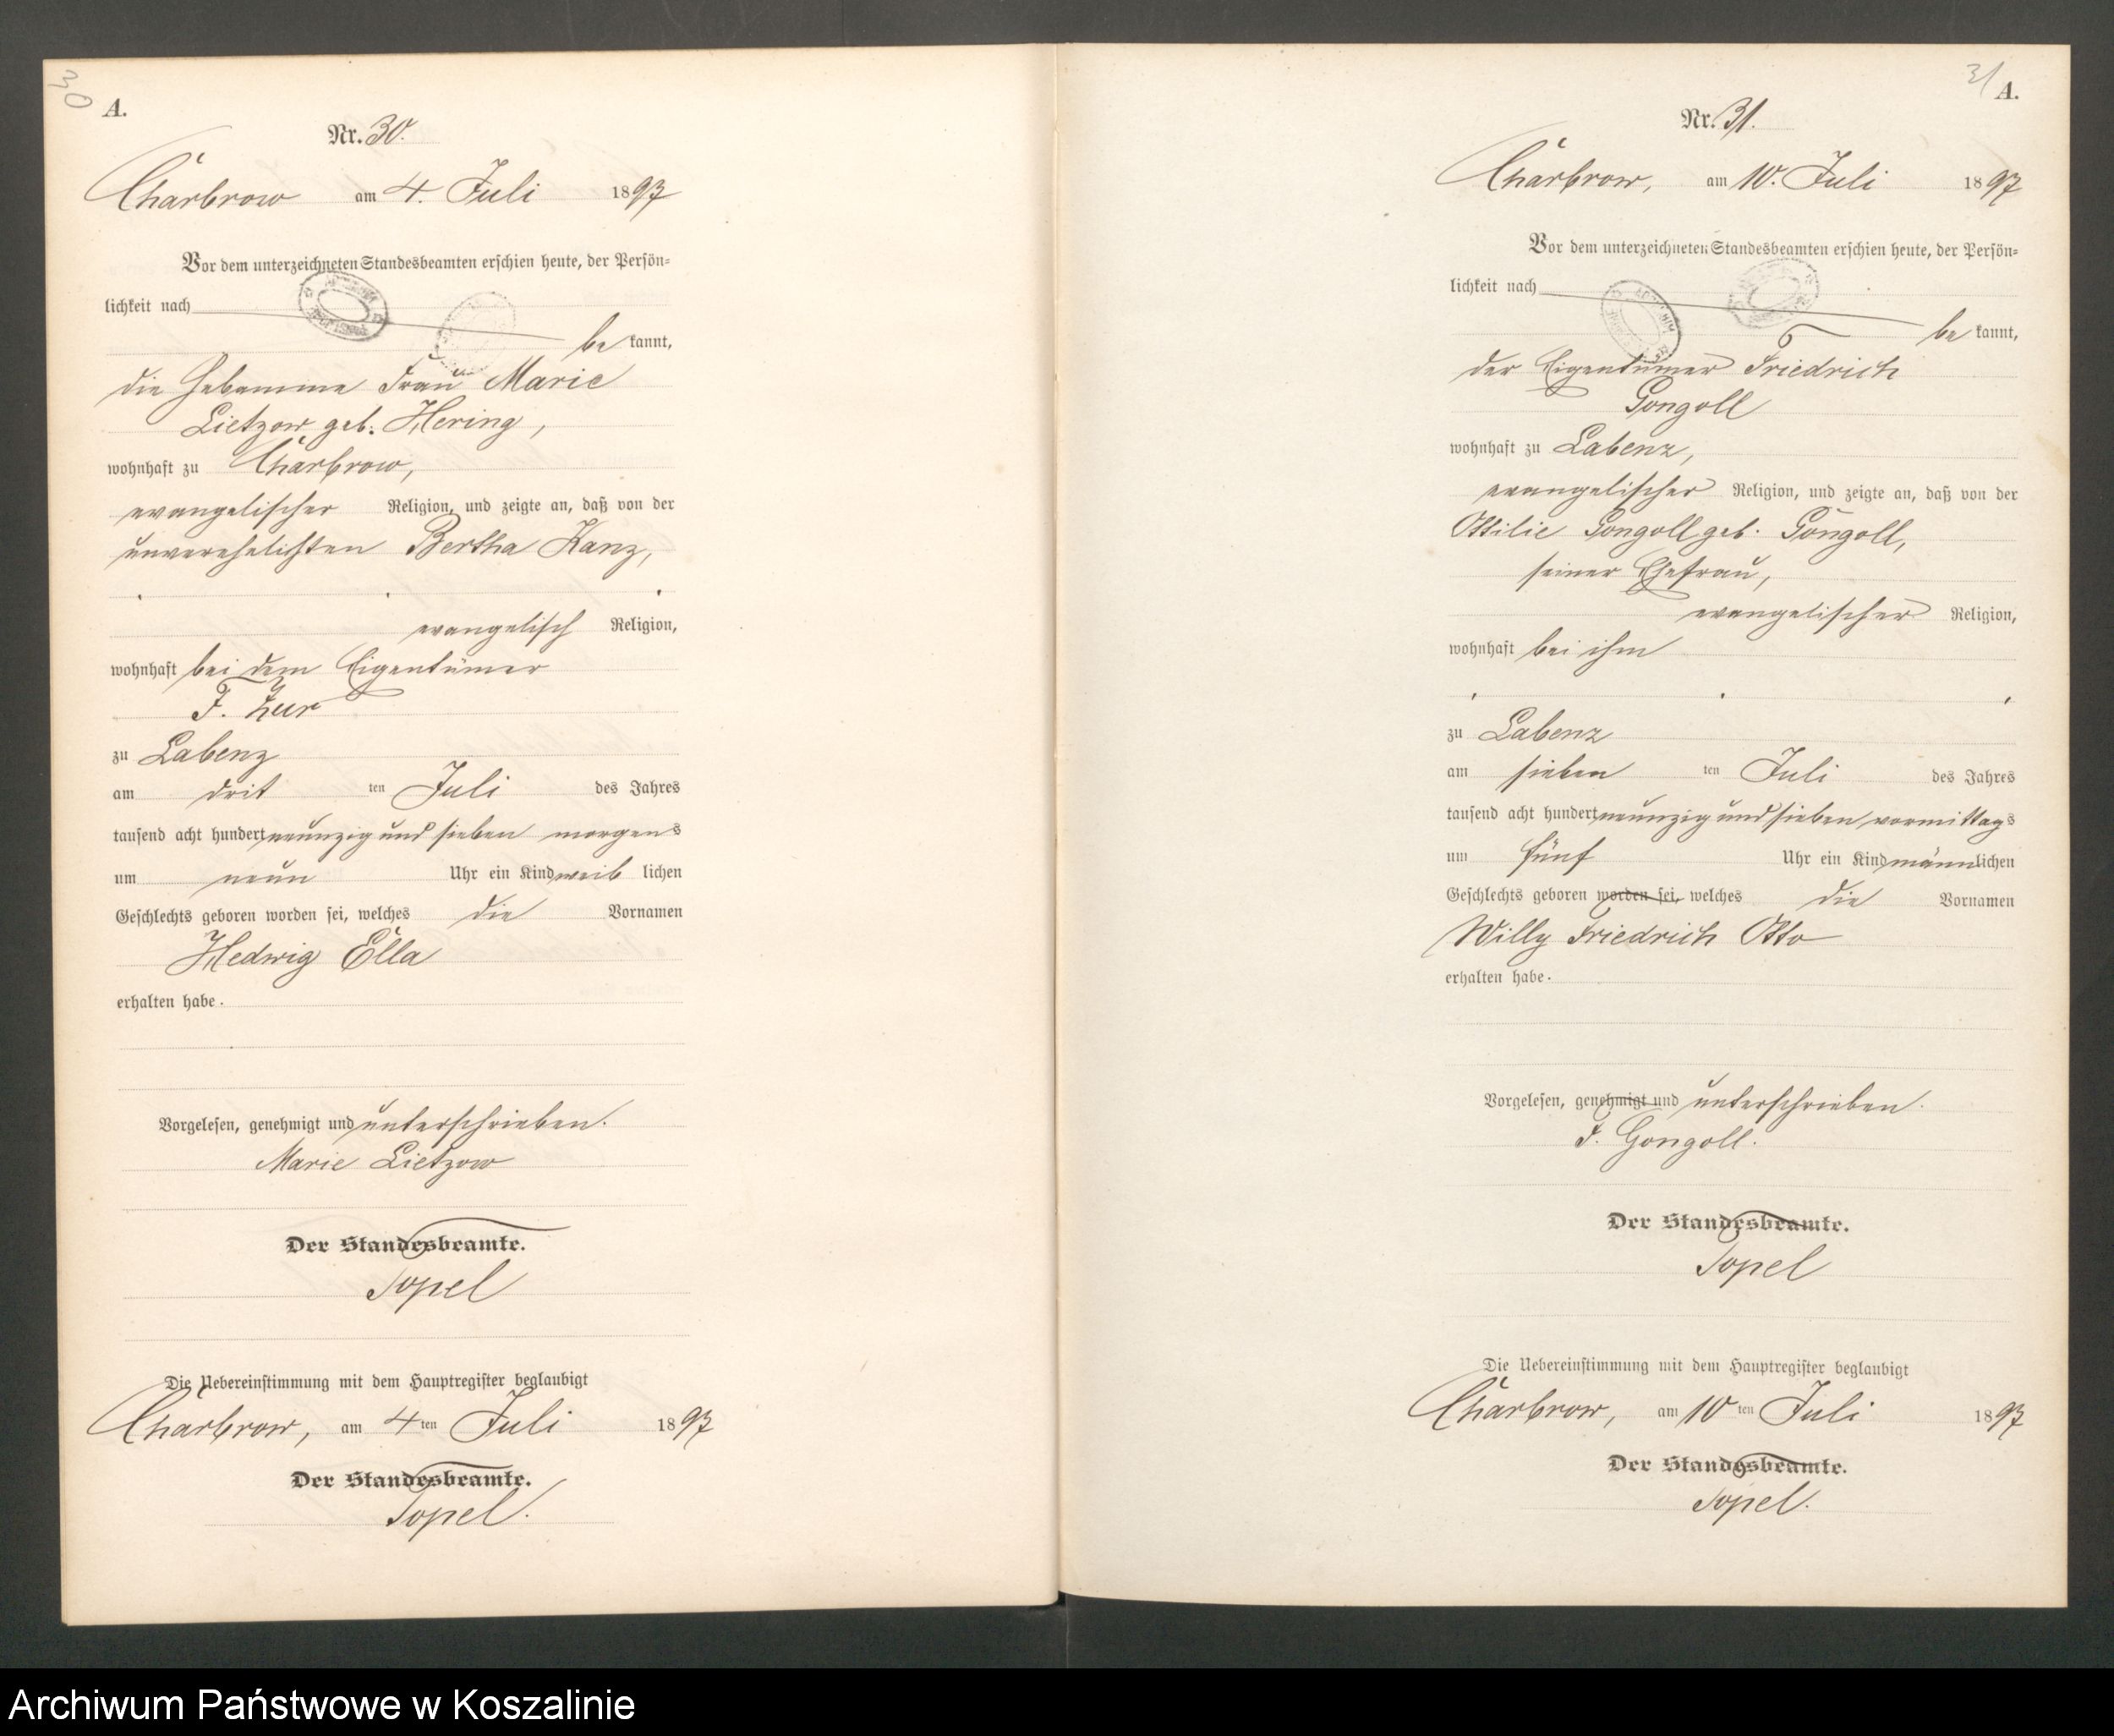 30
A.
Nr. 30.
Charbrow am 4. Juli 1897
Vor dem unterzeichneten Standesbeamten erschien heute, der Persön-
lichkeit nach
be kannt,
die Hebamme Frau Marie
Lietzow geb. Hering,
wohnhaft zu Charbrow,
evangelischer Religion, und zeigte an, daß von der
unverehelichten Bertha Kanz,
evangelisch Religion,
wohnhaft bei dem Eigentümer
F. Zur
zu Labenz
am drit ten Juli des Jahres
tausend acht hundert neunzig und sieben morgens
um neun Uhr ein Kind weib lichen
Geschlechts geboren worden sei, welches die Vornamen
Hedwig Ella
erhalten habe.
Vorgelesen, genehmigt und unterschrieben.
Marie Lietzow
Der Standesbeamte.
Topel
Die Uebereinstimmung mit dem Hauptregister beglaubigt
Charbrow, am 4ten Juli 1897
Der Standesbeamte.
Topel.
31
A.
Nr. 31.
Charbrow, am 10. Juli 1897
Vor dem unterzeichneten Standesbeamten erschien heute, der Persön-
lichkeit nach
be kannt,
der Eigentümer Friedrich
Gongoll
wohnhaft zu Labenz,
evangelischer Religion, und zeigte an, daß von der
Ottilie Gongoll geb. Gongoll,
seiner Ehefrau,
evangelischer Religion,
wohnhaft bei ihm
zu Labenz
am sieben ten Juli des Jahres
tausend acht hundert neunzig und sieben vormittags
um fünf Uhr ein Kind männlichen
Geschlechts geboren worden sei, welches die Vornamen
Willy Friedrich Otto
erhalten habe.
Vorgelesen, genehmigt und unterschrieben.
F. Gongoll.
Der Standesbeamte.
Topel
Die Uebereinstimmung mit dem Hauptregister beglaubigt
Charbrow, am 10ten Juli 1897
Der Standesbeamte.
Topel.
Archiwum Państwowe w Koszalinie